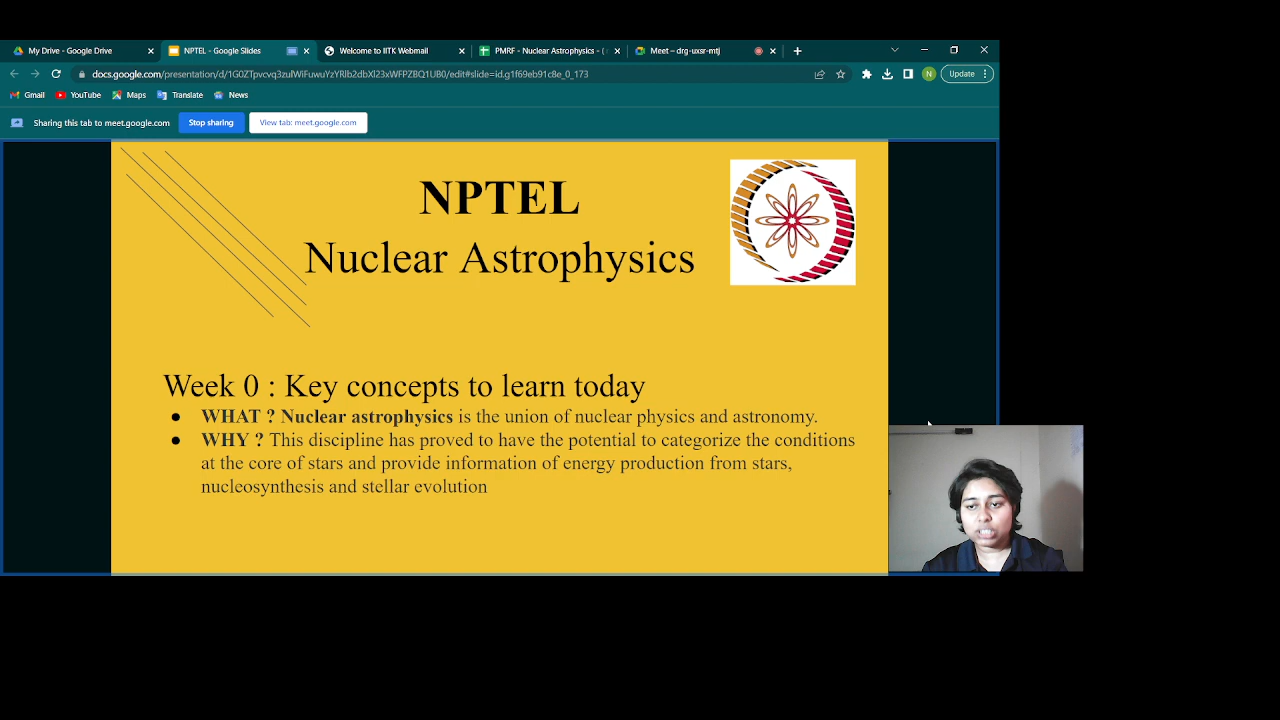 My Drive - Google Drive
NPTEL - Google Slides
Welcome to IITK Webmail
PMRF - Nuclear Astrophysics - (
Meet – drg-uxsr-mtj
docs.google.com/presentation/d/1G0ZTpvcvq3zulWiFuwuYzYRlb2dbXl23xWFPZBQ1UB0/edit#slide=id.g1f69eb91c8e_0_173
N
Update
Gmail
YouTube
Maps
Translate
News
Sharing this tab to meet.google.com
Stop sharing
View tab: meet.google.com
NPTEL
Nuclear Astrophysics
Week 0 : Key concepts to learn today
● WHAT ? Nuclear astrophysics is the union of nuclear physics and astronomy.
● WHY ? This discipline has proved to have the potential to categorize the conditions
at the core of stars and provide information of energy production from stars,
nucleosynthesis and stellar evolution